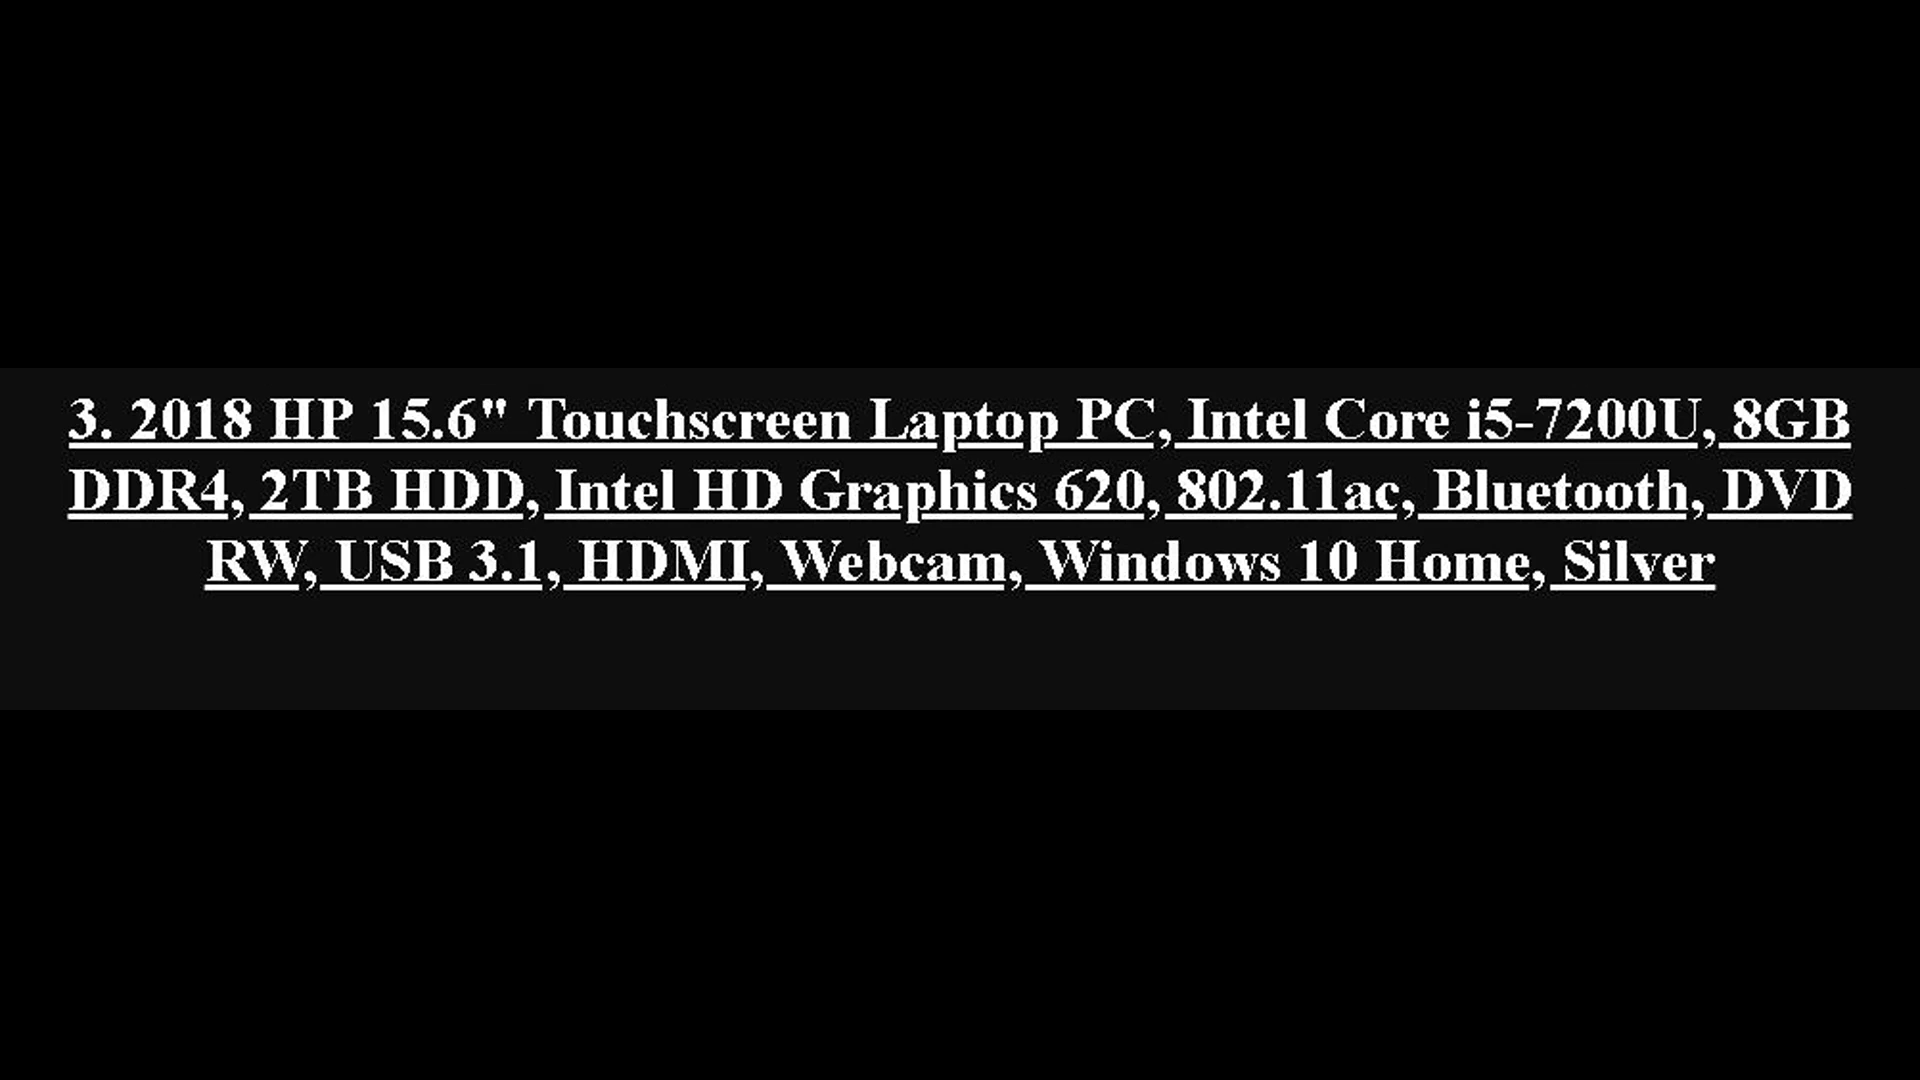 3. 2018 HP 15.6" Touchscreen Laptop PC, Intel Core i5-7200U, 8GB
DDR4, 2TB HDD, Intel HD Graphics 620, 802.11ac, Bluetooth, DVD
RW, USB 3.1, HDMI, Webcam, Windows 10 Home, Silver